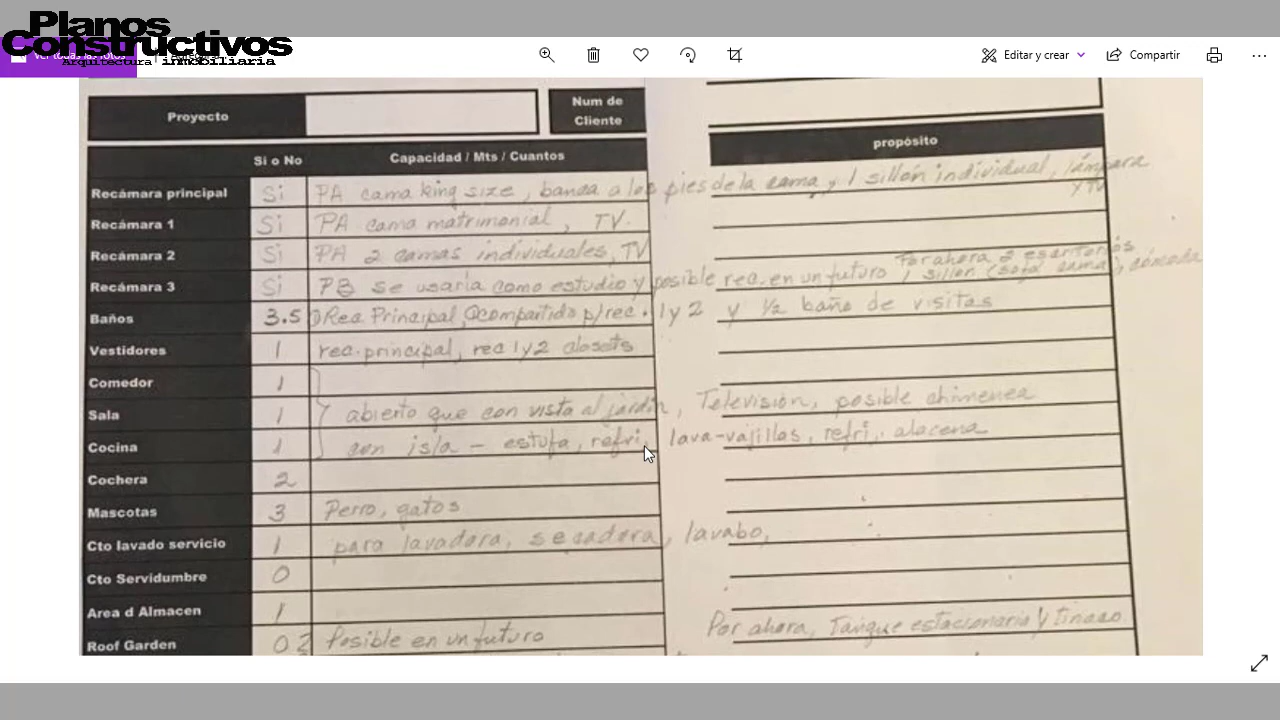 Planos
Constructivos
Arquitectura inmobiliaria
Ver todas las fotos
Editar y crear
Compartir
Proyecto
Num de
Cliente
Si o No
Capacidad / Mts / Cuantos
propósito
Recámara principal Si PA cama king size, banca a los pies de la cama, y 1 sillón individual, lámpara
y TV
Recámara 1 Si PA cama matrimonial, TV.
Recámara 2 Si PA 2 camas individuales, TV
Por ahora 2 escritorios
Recámara 3 Si PB se usaría como estudio y posible rec. en un futuro, 1 sillón (sofá cama), cómoda
Baños 3.5 Rec Principal, compartido p/rec. 1 y 2 y 1/2 baño de visitas
Vestidores 1 rec. principal, rec 1 y 2 closets
Comedor 1
Sala 1 abierto que con vista al jardín, Televisión, posible chimenea
Cocina 1 con isla - estufa, refri, lava-vajillas, refri, alacena
Cochera 2
Mascotas 3 Perro, gatos
Cto lavado servicio 1 para lavadora, secadora, lavabo,
Cto Servidumbre 0
Area d Almacen 1
Roof Garden 0 ? Posible en un futuro Por ahora, Tanque estacionario y tinaco